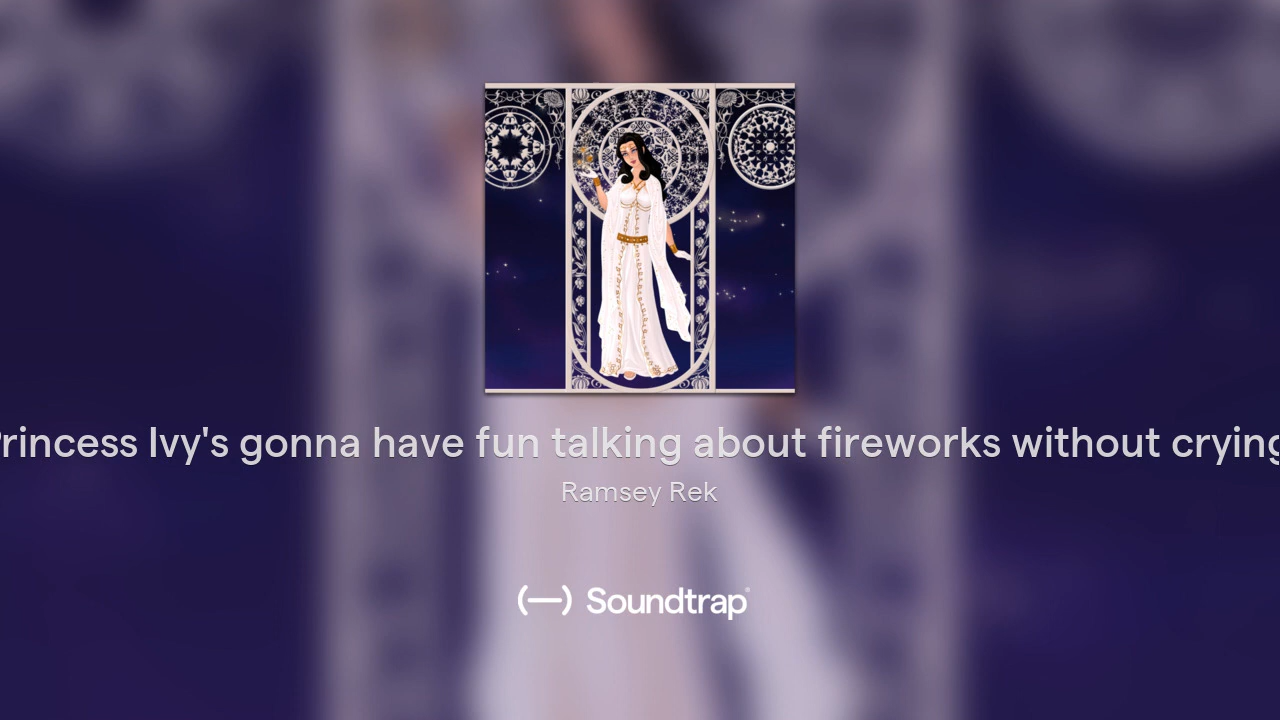 Princess Ivy's gonna have fun talking about fireworks without crying
Ramsey Rek
(—) Soundtrap®